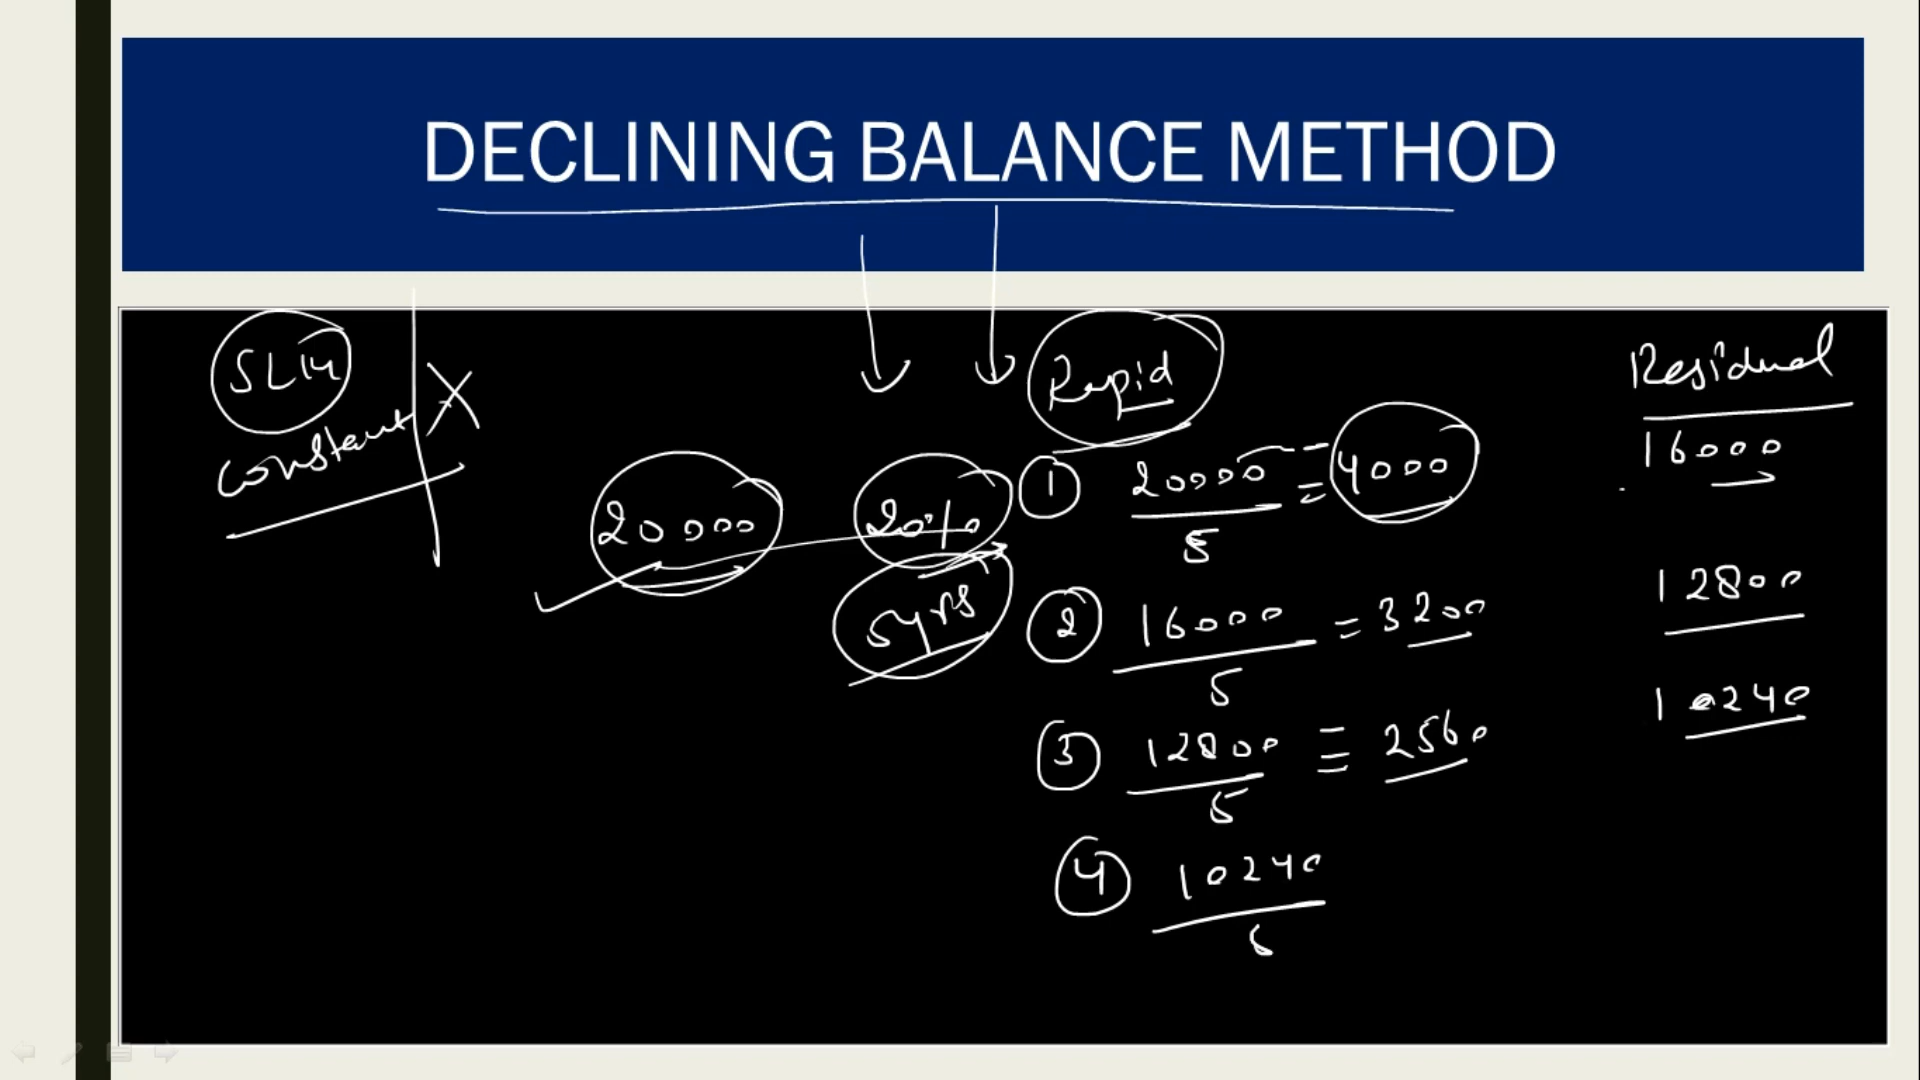 DECLINING BALANCE METHOD
SLM
Constant X
20000
20%
5yrs
Rapid
① 20000 = 4000
5
② 16000 = 3200
5
③ 12800 = 2560
5
④ 10240
5
Residual
16000
12800
10240